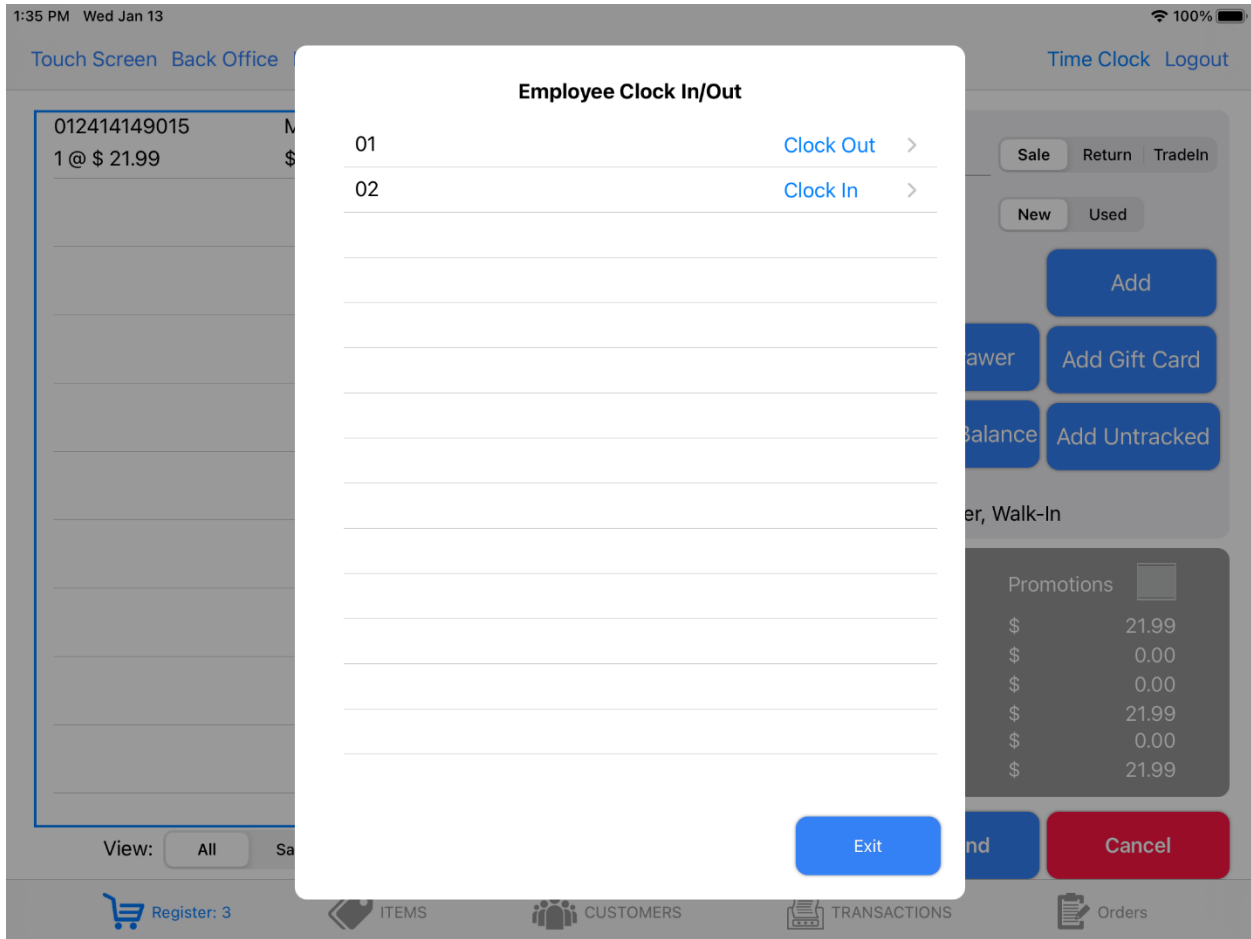 1:35 PM Wed Jan 13
100%
Touch Screen Back Office
Time Clock Logout
Employee Clock In/Out
01 Clock Out
02 Clock In
Exit
012414149015
1 @ $ 21.99 $
Sale Return TradeIn
New Used
Add
Add Gift Card
Balance Add Untracked
Walk-In
Promotions
$ 21.99
$ 0.00
$ 0.00
$ 21.99
$ 0.00
$ 21.99
View: All
Cancel
Register: 3 ITEMS CUSTOMERS TRANSACTIONS Orders